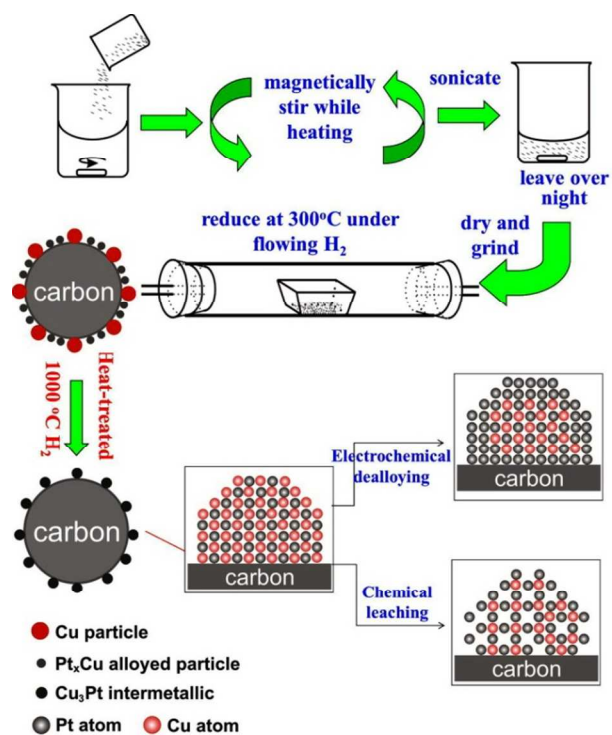 magnetically
stir while
heating
sonicate
leave over
night
reduce at 300°C under
flowing H₂
dry and
grind
carbon
Heat-treated
1000 °C H₂
carbon
carbon
Electrochemical
dealloying
carbon
Chemical
leaching
carbon
Cu particle
PtₓCu alloyed particle
Cu₃Pt intermetallic
Pt atom Cu atom